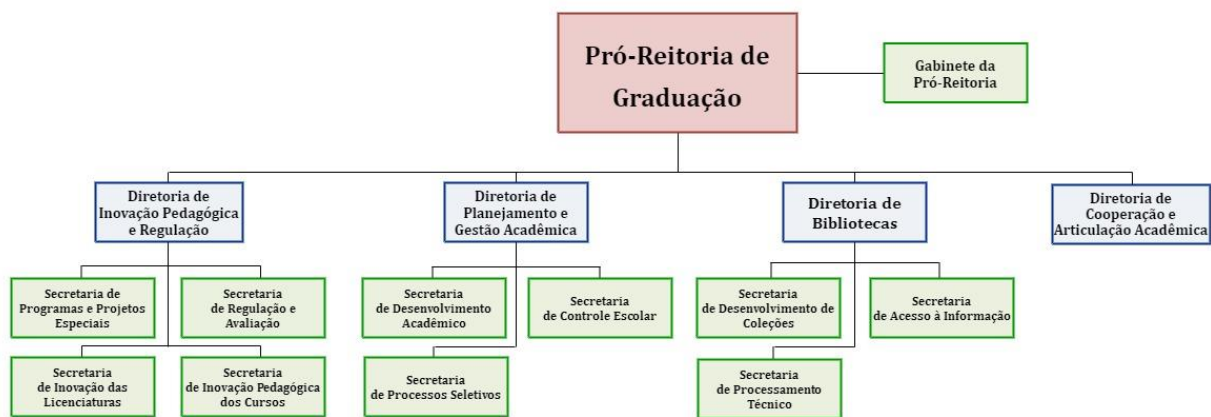 Pró-Reitoria de
Graduação
Gabinete da
Pró-Reitoria
Diretoria de
Inovação Pedagógica
e Regulação
Diretoria de
Planejamento e
Gestão Acadêmica
Diretoria de
Bibliotecas
Diretoria de
Cooperação e
Articulação Acadêmica
Secretaria de
Programas e Projetos
Especiais
Secretaria
de Regulação e
Avaliação
Secretaria
de Desenvolvimento
Acadêmico
Secretaria
de Controle Escolar
Secretaria
de Desenvolvimento de
Coleções
Secretaria
de Acesso à Informação
Secretaria
de Inovação das
Licenciaturas
Secretaria
de Inovação Pedagógica
dos Cursos
Secretaria
de Processos Seletivos
Secretaria
de Processamento
Técnico